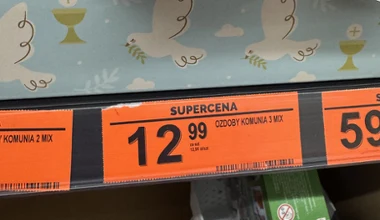 KOMUNIA 2 MIX
SUPERCENA
12 99
OZDOBY KOMUNIA 3 MIX
59